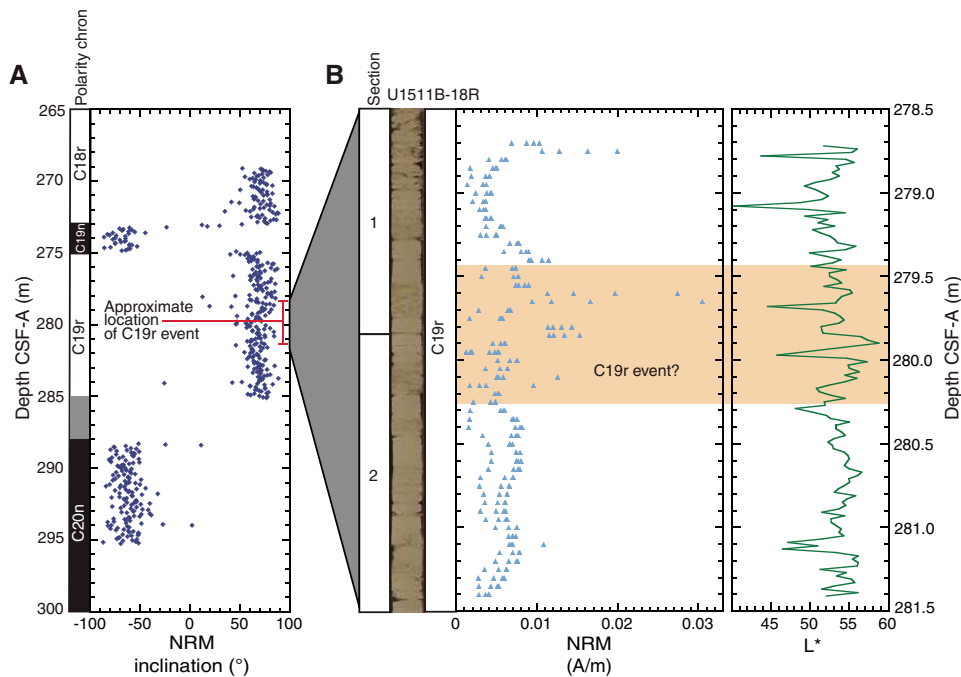 A
Polarity chron
265
270
275
280
285
290
295
300
Depth CSF-A (m)
C18r
C19n
C19r
C20n
Approximate
location
of C19r event
-100
-50
0
50
100
NRM
inclination (°)
B
Section
U1511B-18R
1
2
C19r
C19r event?
0
0.01
0.02
0.03
NRM
(A/m)
45
50
55
60
L*
278.5
279.0
279.5
280.0
280.5
281.0
281.5
Depth CSF-A (m)